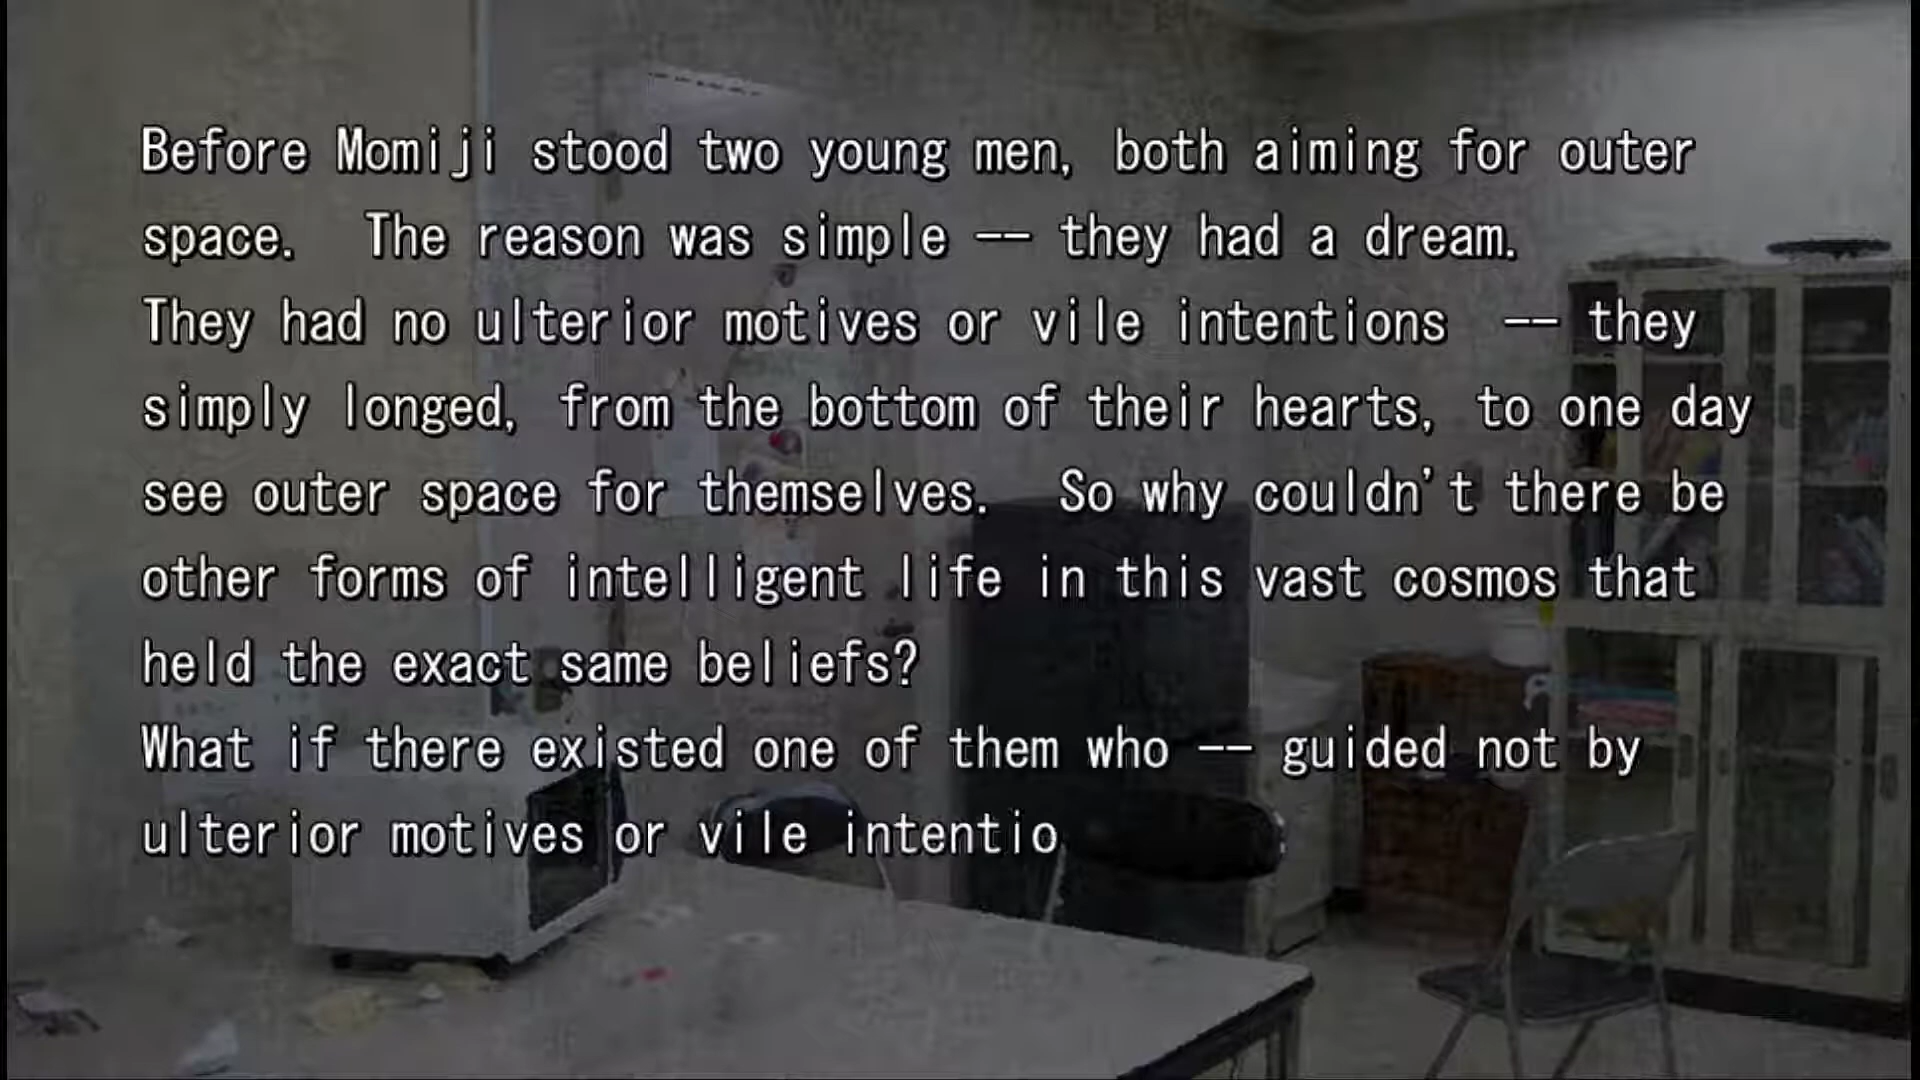 Before Momiji stood two young men, both aiming for outer
space.  The reason was simple -- they had a dream.
They had no ulterior motives or vile intentions  -- they
simply longed, from the bottom of their hearts, to one day
see outer space for themselves.  So why couldn't there be
other forms of intelligent life in this vast cosmos that
held the exact same beliefs?
What if there existed one of them who -- guided not by
ulterior motives or vile intentio